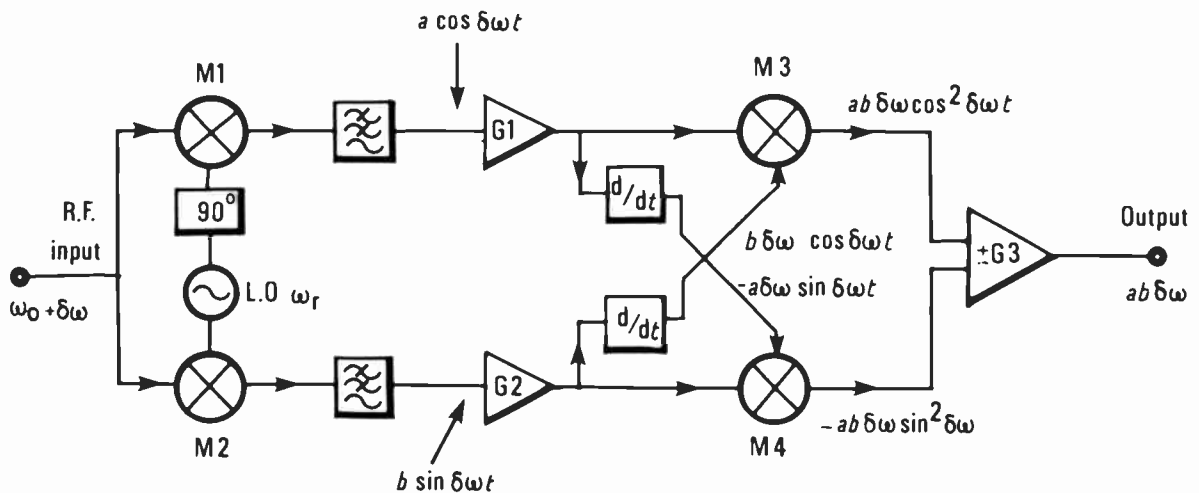 a cos δωt
M1
M3
G1
ab δω cos² δωt
d/dt
90°
R.F.
input
ω₀ + δω
L.O ωᵣ
b δω cos δωt
-aδω sin δωt
±G3
Output
ab δω
d/dt
G2
M2
M4
-ab δω sin² δω
b sin δωt